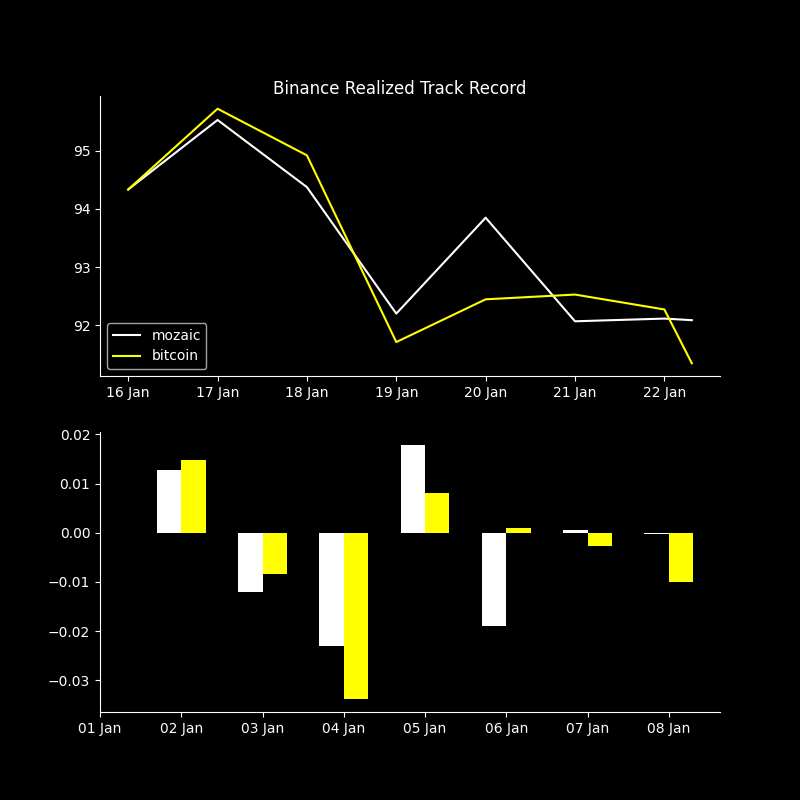 Binance Realized Track Record
95
94
93
92
mozaic
bitcoin
16 Jan 17 Jan 18 Jan 19 Jan 20 Jan 21 Jan 22 Jan
0.02
0.01
0.00
−0.01
−0.02
−0.03
01 Jan 02 Jan 03 Jan 04 Jan 05 Jan 06 Jan 07 Jan 08 Jan